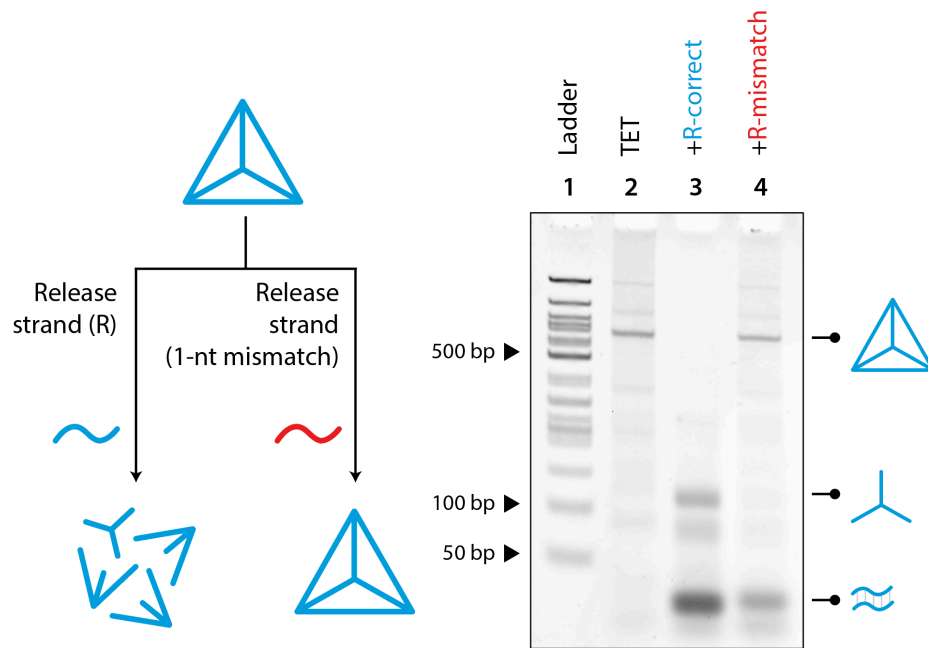 Release
strand (R)
Release
strand
(1-nt mismatch)
Ladder
TET
+R-correct
+R-mismatch
1
2
3
4
500 bp
100 bp
50 bp